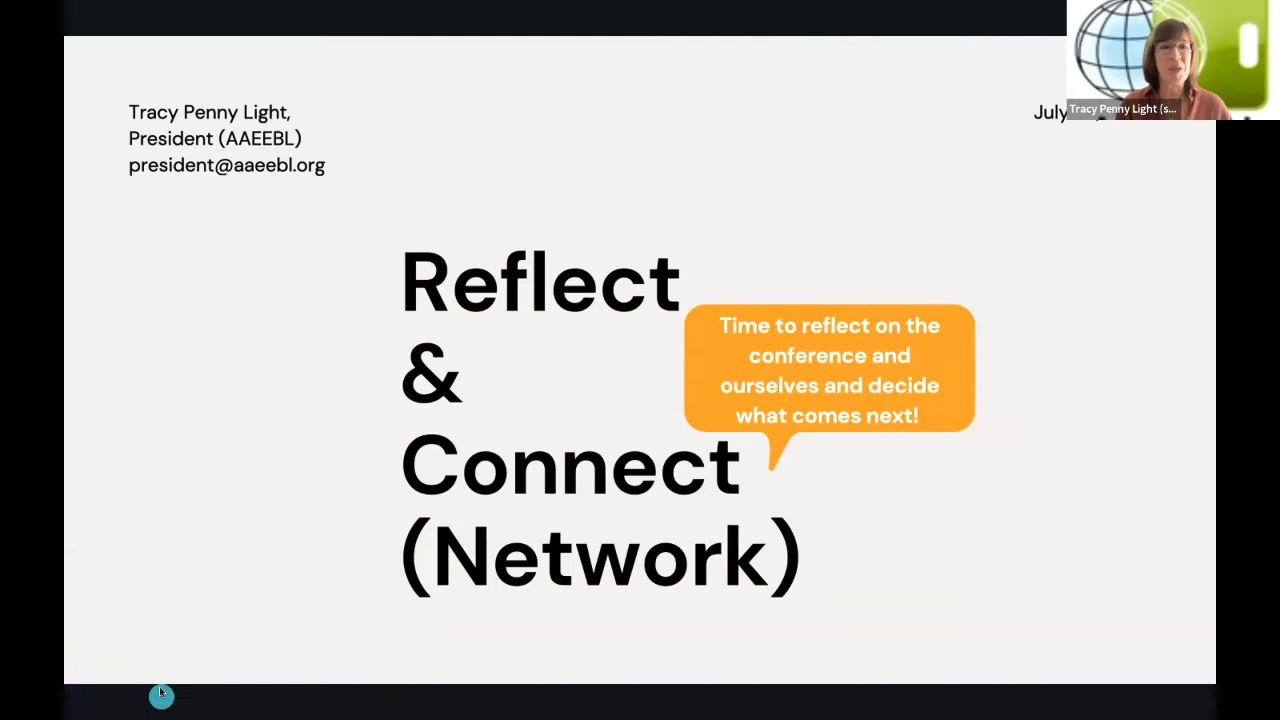 Tracy Penny Light,
President (AAEEBL)
president@aaeebl.org
July
Tracy Penny Light (s...
Reflect
&
Connect
(Network)
Time to reflect on the
conference and
ourselves and decide
what comes next!